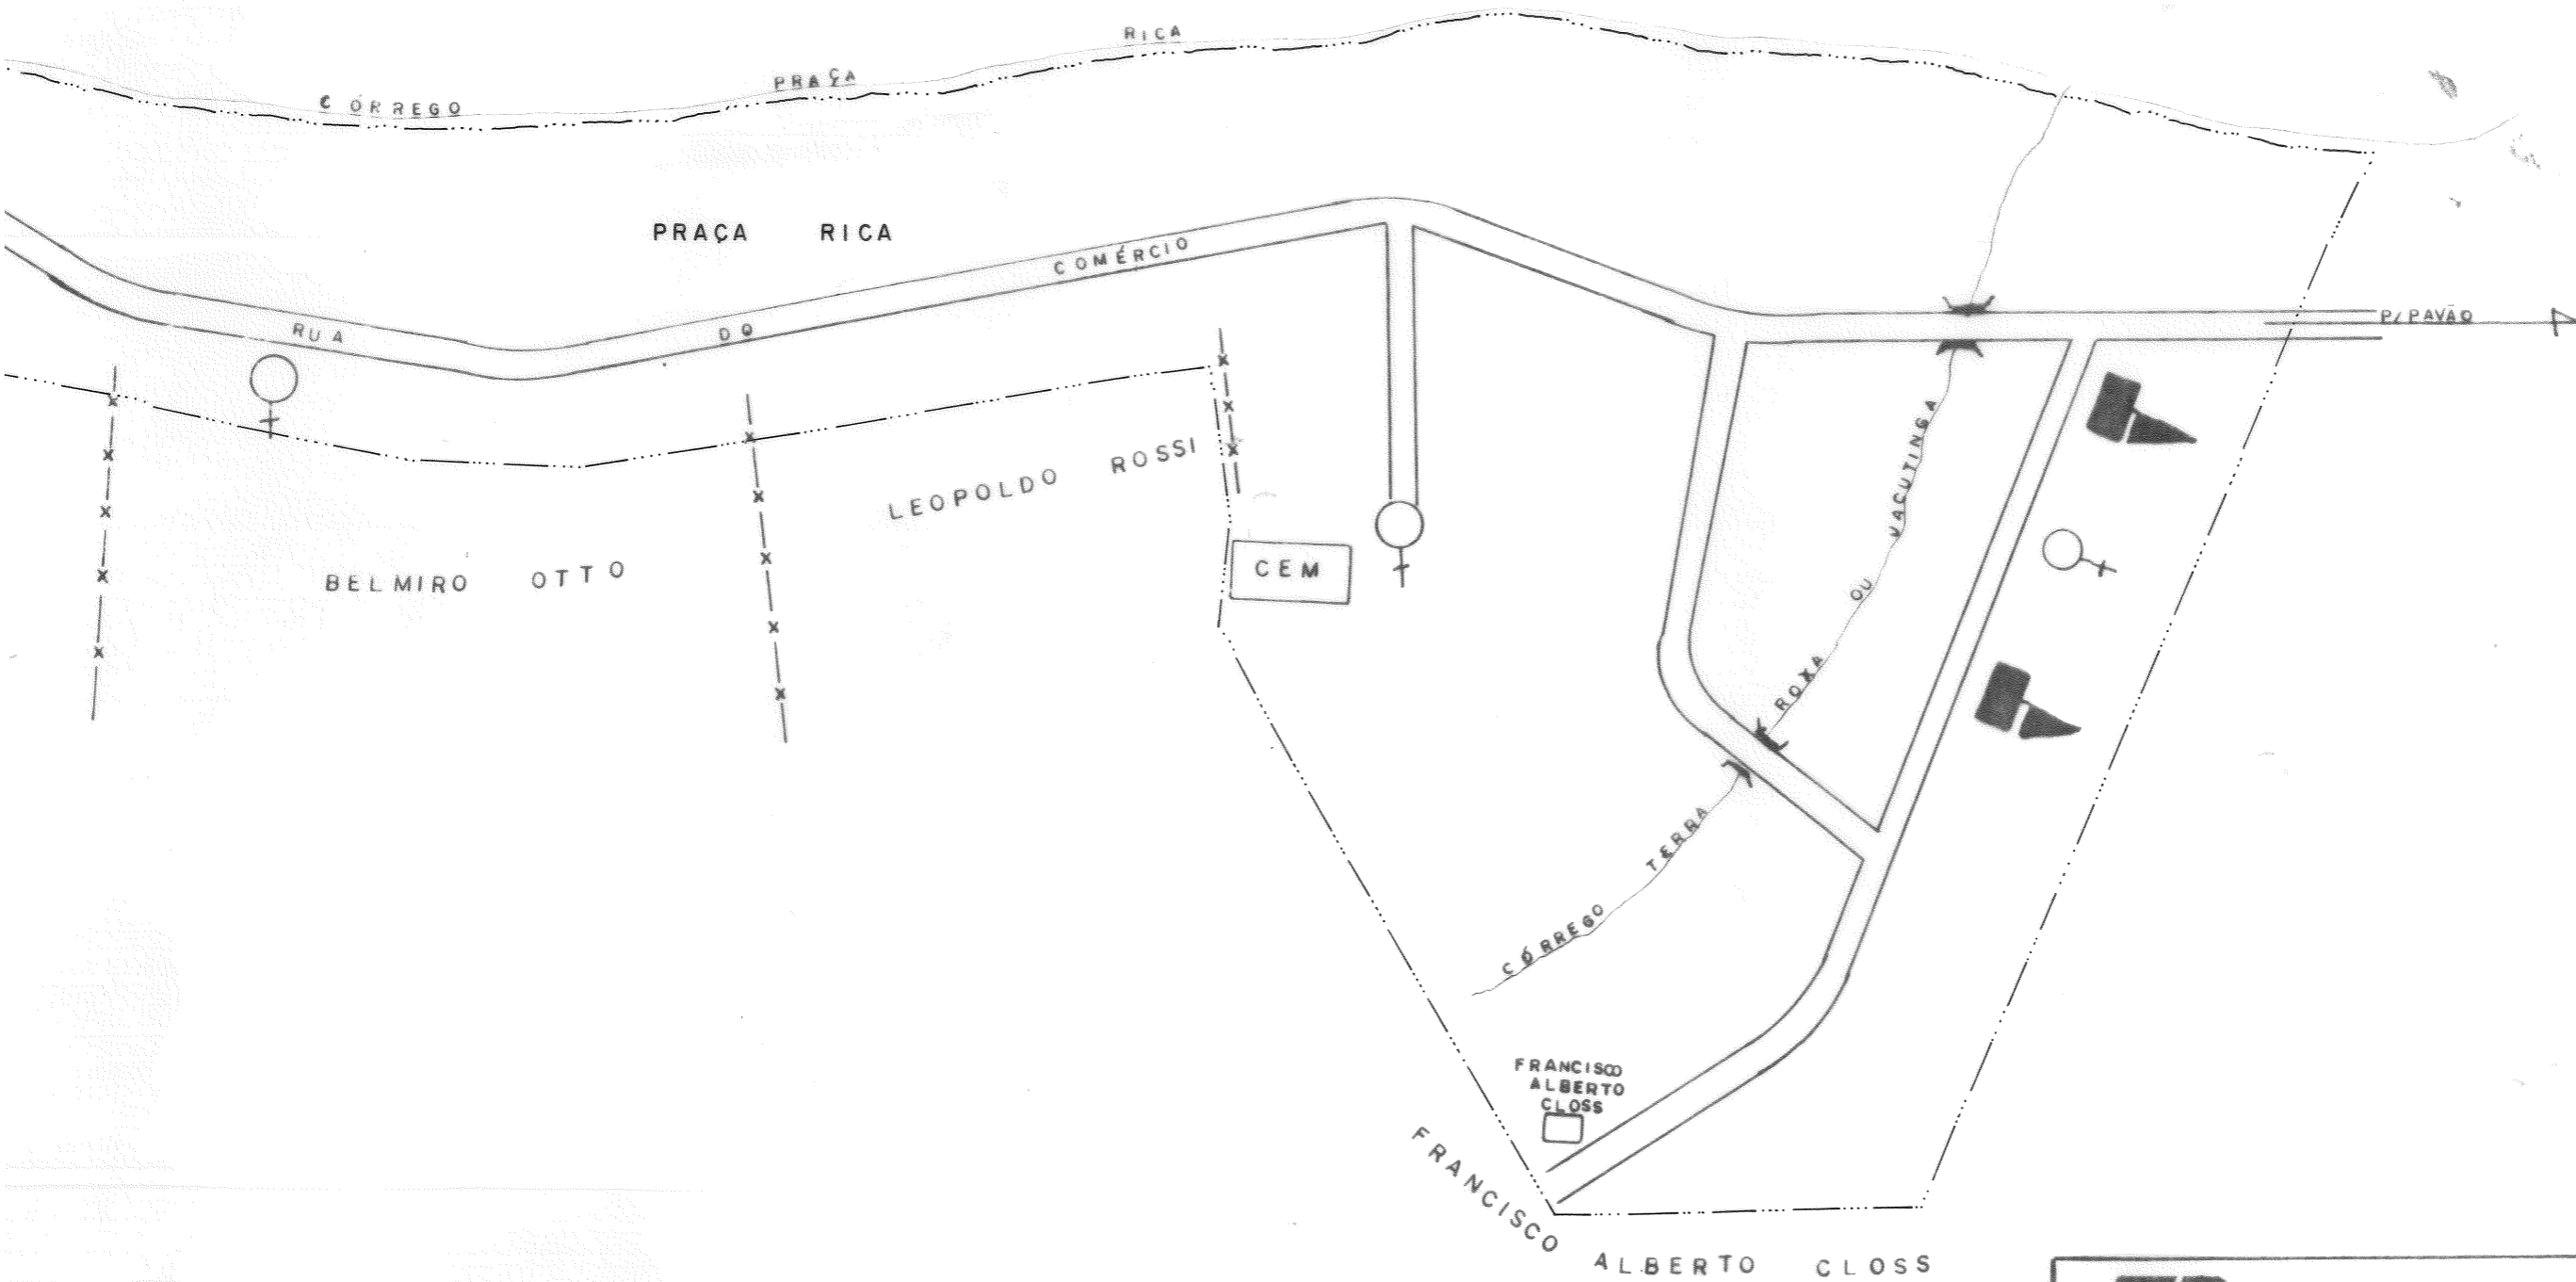 CÓRREGO PRAÇA RICA
PRAÇA RICA
RUA DO COMÉRCIO
P/ PAVÃO
LEOPOLDO ROSSI
BELMIRO OTTO
CEM
CÓRREGO TERRA ROXA OU JACUTINGA
FRANCISCO
ALBERTO
CLOSS
FRANCISCO ALBERTO CLOSS